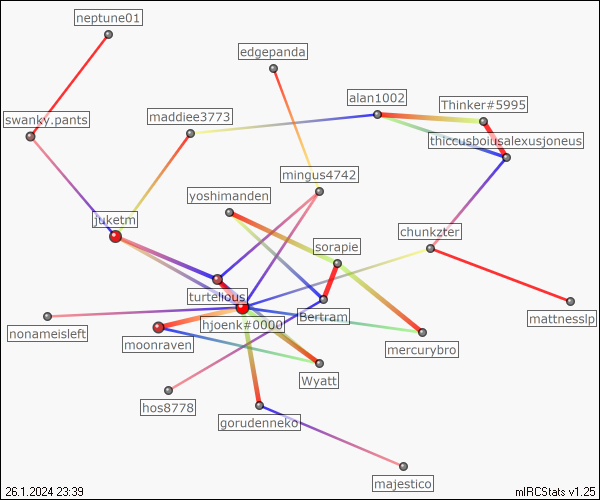 neptune01
edgepanda
alan1002
Thinker#5995
swanky.pants
maddiee3773
thiccusboiusalexusjoneus
mingus4742
yoshimanden
juketm
chunkzter
sorapie
turtelious
Bertram
mattnesslp
hjoenk#0000
nonameisleft
moonraven
mercurybro
Wyatt
hos8778
gorudenneko
majestico
26.1.2024 23:39
mIRCStats v1.25